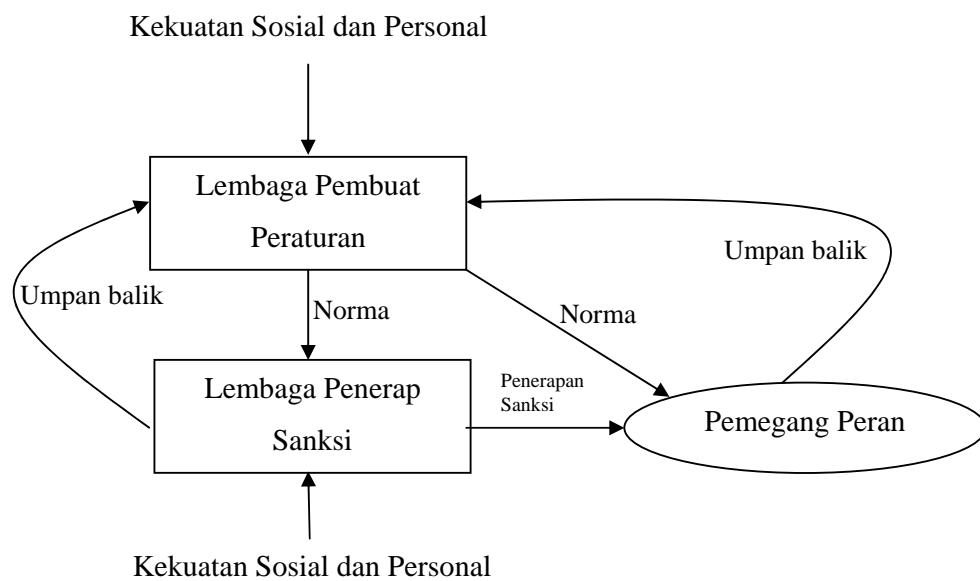 Kekuatan Sosial dan Personal
Lembaga Pembuat
Peraturan
Umpan balik
Umpan balik
Norma
Norma
Lembaga Penerap
Sanksi
Penerapan
Sanksi
Pemegang Peran
Kekuatan Sosial dan Personal